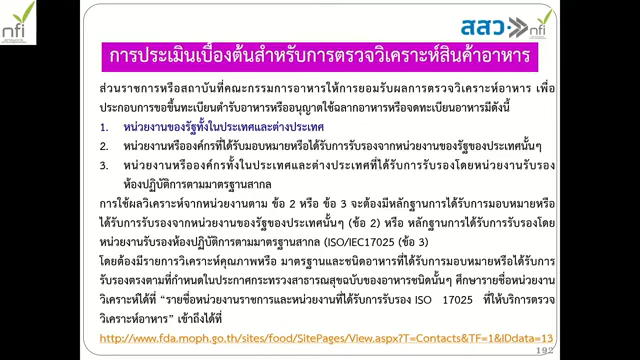 nfi
สสว
nfi
การประเมินเบื้องต้นสำหรับการตรวจวิเคราะห์สินค้าอาหาร
ส่วนราชการหรือสถาบันที่คณะกรรมการอาหารให้การยอมรับผลการตรวจวิเคราะห์อาหาร เพื่อ
ประกอบการขอขึ้นทะเบียนตำรับอาหารหรืออนุญาตใช้ฉลากอาหารหรือจดทะเบียนอาหารมีดังนี้
1. หน่วยงานของรัฐทั้งในประเทศและต่างประเทศ
2. หน่วยงานหรือองค์กรที่ได้รับมอบหมายหรือได้รับการรับรองจากหน่วยงานของรัฐของประเทศนั้นๆ
3. หน่วยงานหรือองค์กรทั้งในประเทศและต่างประเทศที่ได้รับการรับรองโดยหน่วยงานรับรอง
ห้องปฏิบัติการตามมาตรฐานสากล
การใช้ผลวิเคราะห์จากหน่วยงานตาม ข้อ 2 หรือ ข้อ 3 จะต้องมีหลักฐานการได้รับการมอบหมายหรือ
ได้รับการรับรองจากหน่วยงานของรัฐของประเทศนั้นๆ (ข้อ 2) หรือ หลักฐานการได้รับการรับรองโดย
หน่วยงานรับรองห้องปฏิบัติการตามมาตรฐานสากล (ISO/IEC17025 (ข้อ 3)
โดยต้องมีรายการวิเคราะห์คุณภาพหรือ มาตรฐานและชนิดอาหารที่ได้รับการมอบหมายหรือได้รับการ
รับรองตรงตามที่กำหนดในประกาศกระทรวงสาธารณสุขฉบับของอาหารชนิดนั้นๆ ศึกษารายชื่อหน่วยงาน
วิเคราะห์ได้ที่ “รายชื่อหน่วยงานราชการและหน่วยงานที่ได้รับการรับรอง ISO 17025 ที่ให้บริการตรวจ
วิเคราะห์อาหาร” เข้าถึงได้ที่
http://www.fda.moph.go.th/sites/food/SitePages/View.aspx?T=Contacts&TF=1&IDdata=13
192